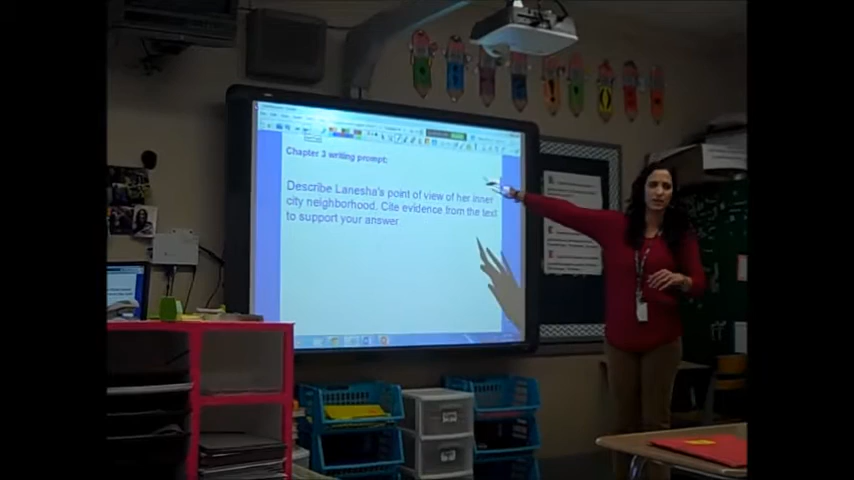 Chapter 3 writing prompt:
Describe Lanesha's point of view of her inner
city neighborhood. Cite evidence from the text
to support your answer